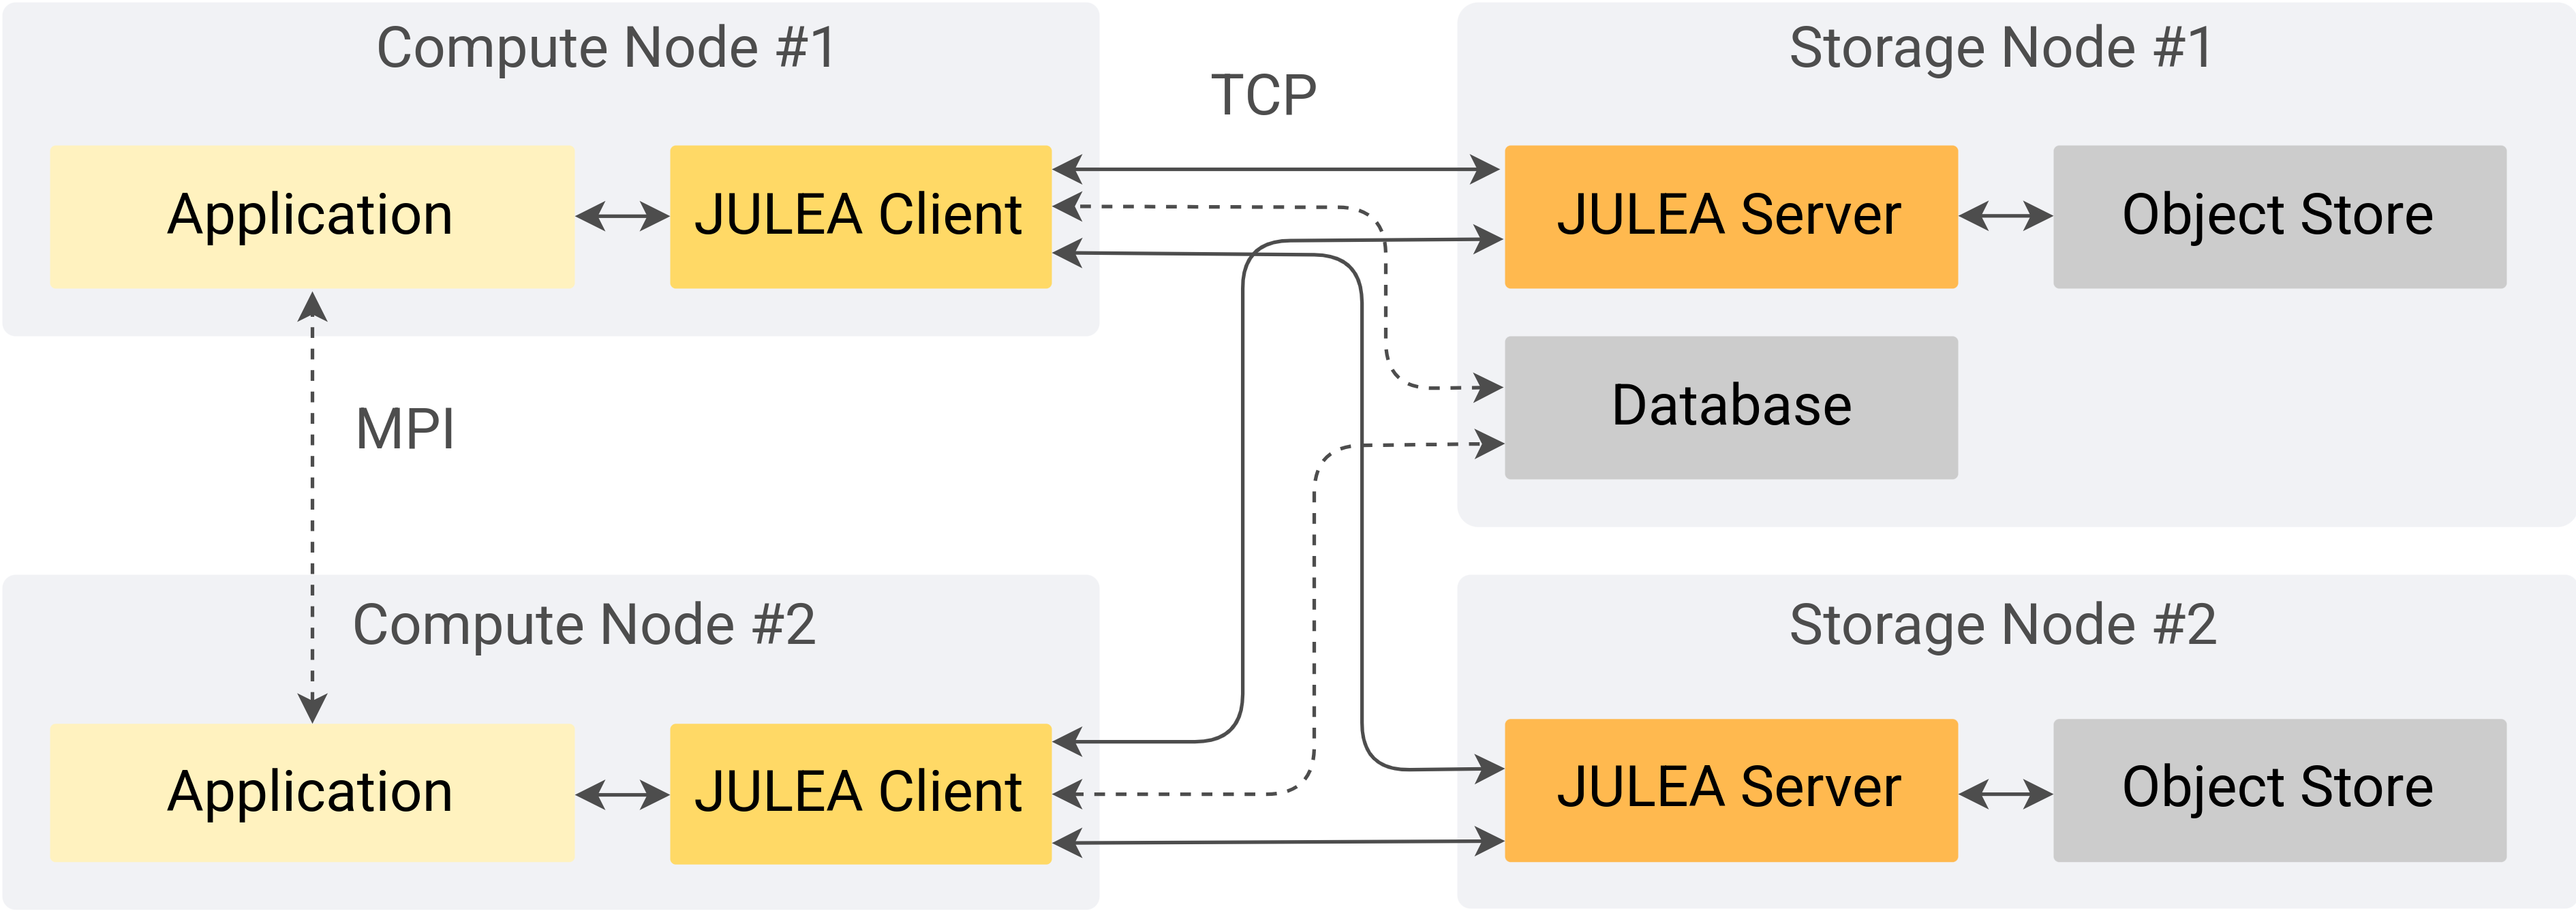 Compute Node #1
Storage Node #1
TCP
Application
JULEA Client
JULEA Server
Object Store
Database
MPI
Compute Node #2
Storage Node #2
Application
JULEA Client
JULEA Server
Object Store